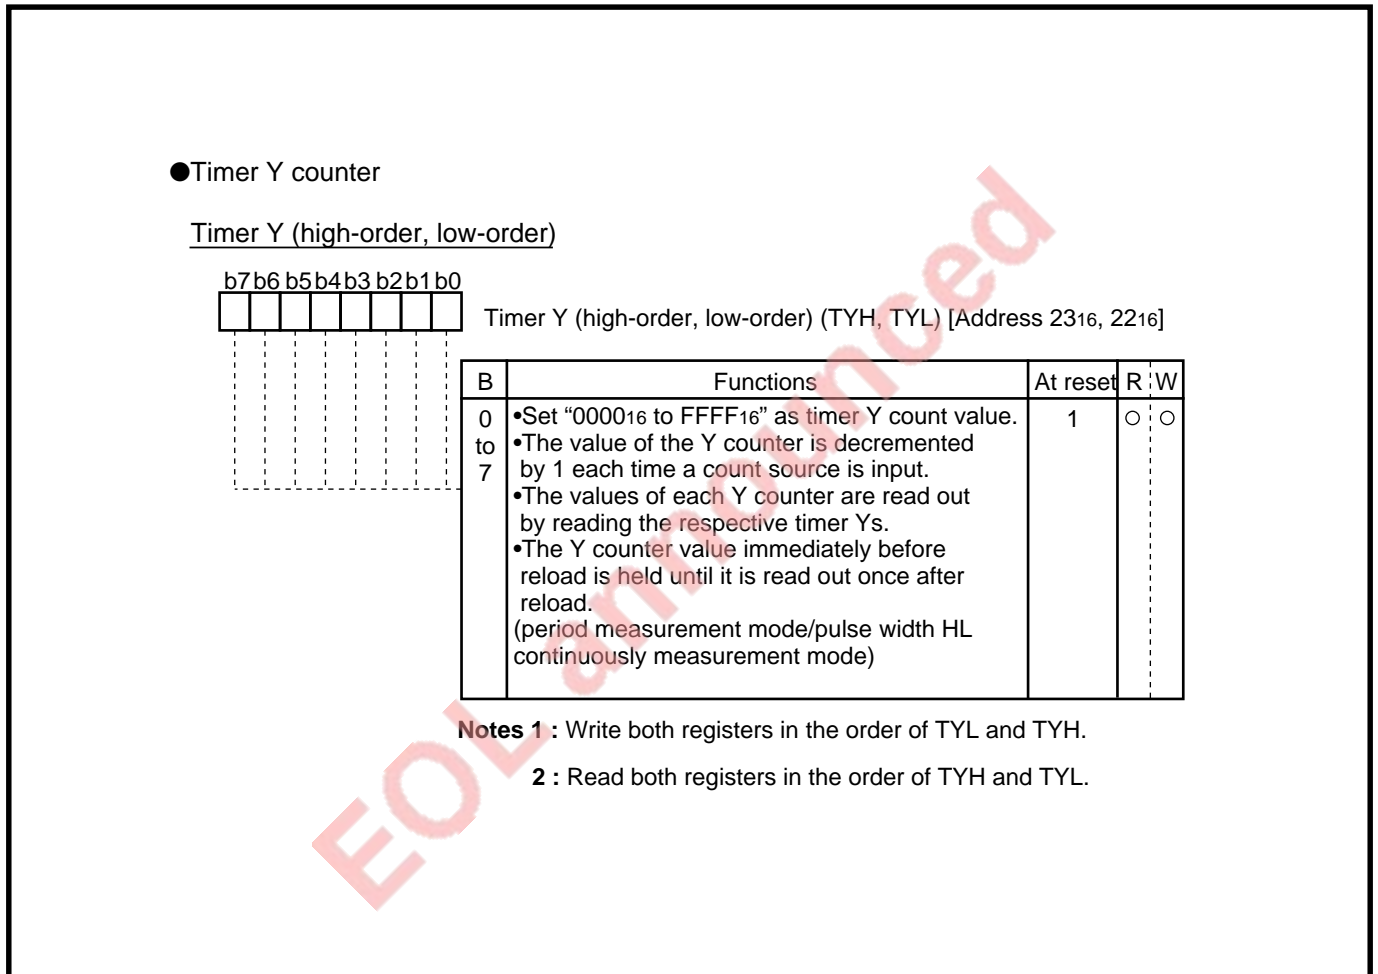 ●Timer Y counter
Timer Y (high-order, low-order)
b7 b6 b5 b4 b3 b2 b1 b0
Timer Y (high-order, low-order) (TYH, TYL) [Address 2316, 2216]
B Functions At reset R W
0 to 7
•Set “000016 to FFFF16” as timer Y count value. 1 ○ ○
•The value of the Y counter is decremented
by 1 each time a count source is input.
•The values of each Y counter are read out
by reading the respective timer Ys.
•The Y counter value immediately before
reload is held until it is read out once after
reload.
(period measurement mode/pulse width HL
continuously measurement mode)
Notes 1 : Write both registers in the order of TYL and TYH.
2 : Read both registers in the order of TYH and TYL.
EOL announced